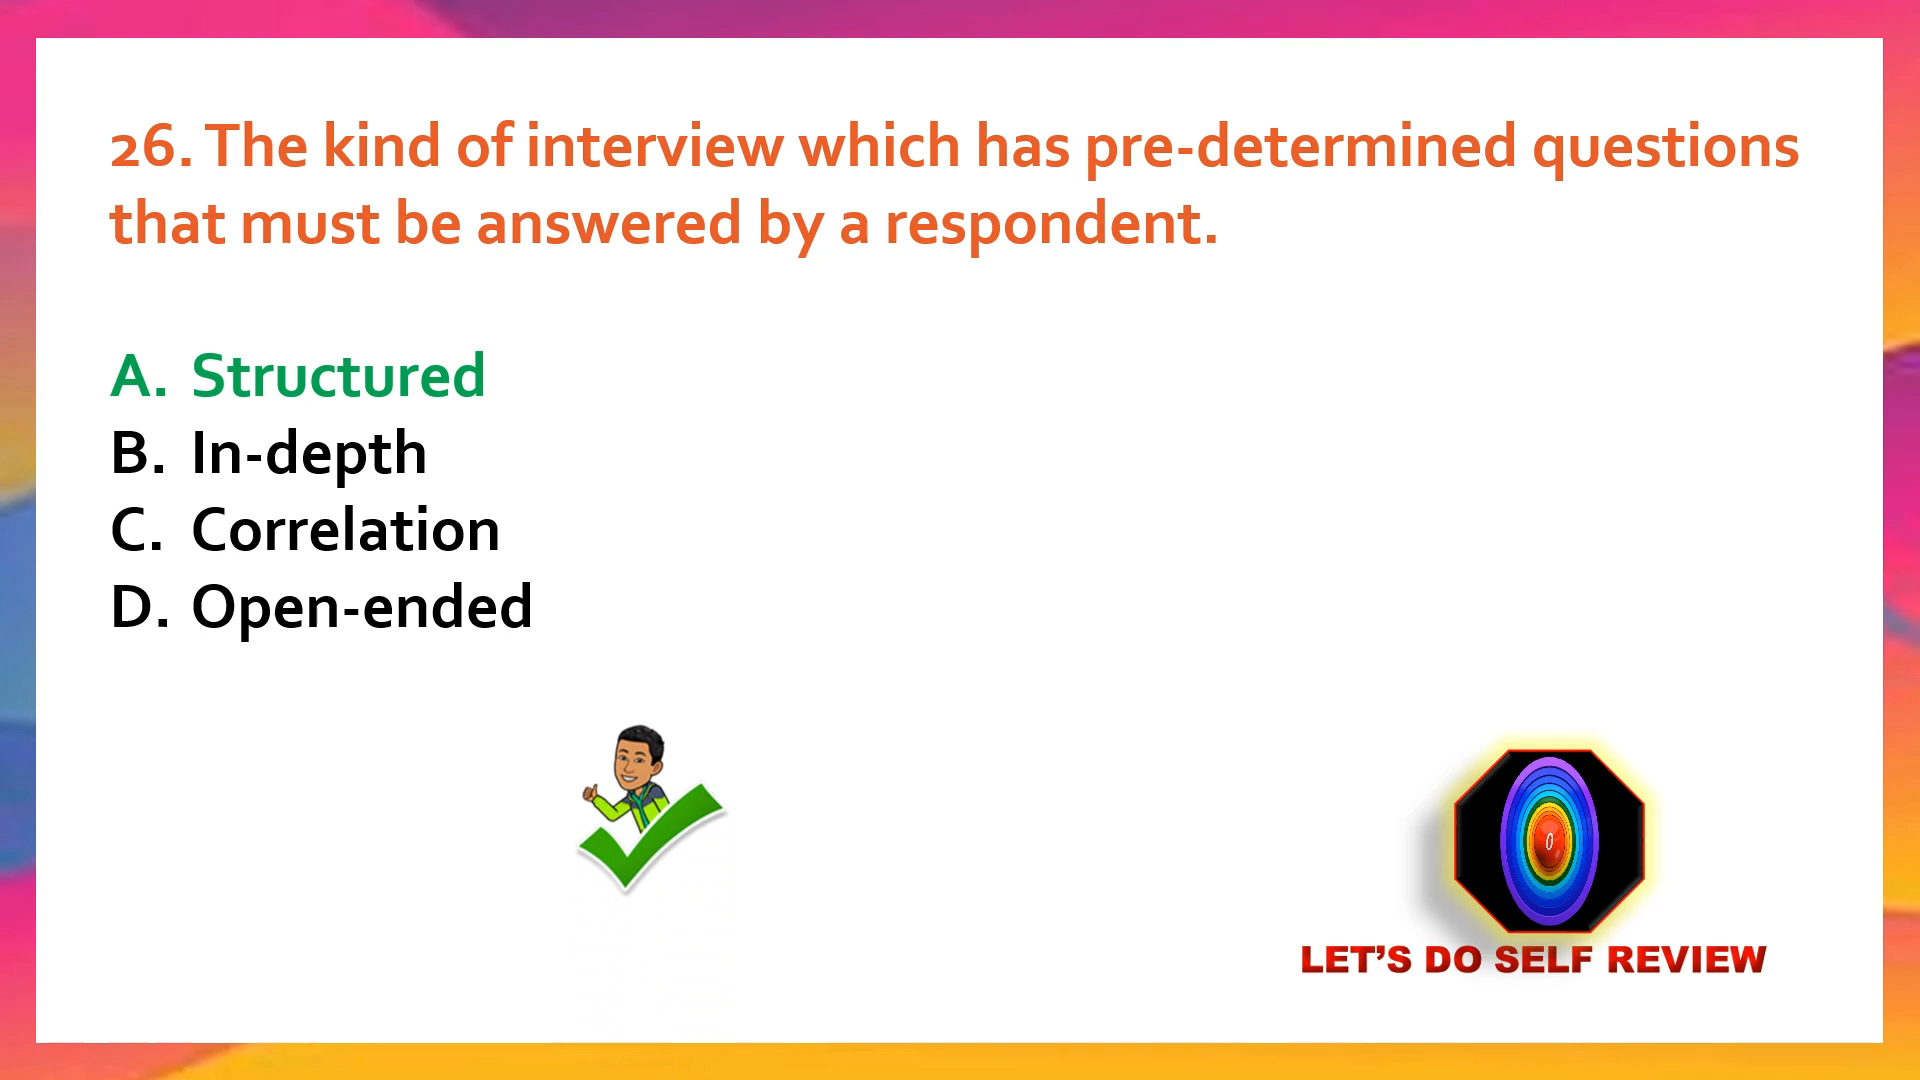 26. The kind of interview which has pre-determined questions
that must be answered by a respondent.
A. Structured
B. In-depth
C. Correlation
D. Open-ended
0
LET'S DO SELF REVIEW